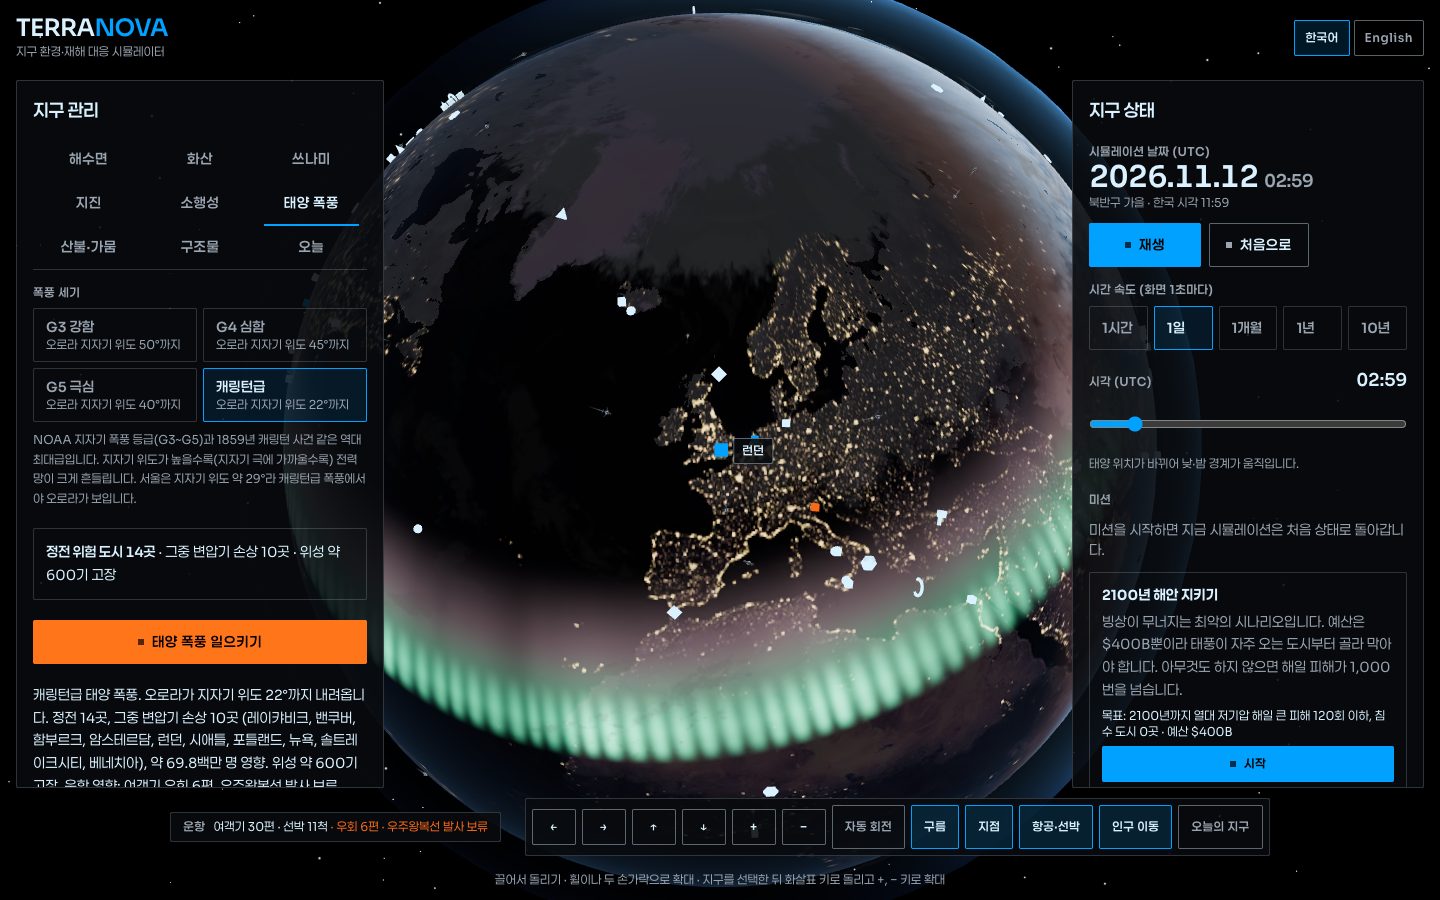 TERRANOVA
지구 환경·재해 대응 시뮬레이터
한국어
English
지구 관리
해수면
화산
쓰나미
지진
소행성
태양 폭풍
산불·가뭄
구조물
오늘
폭풍 세기
G3 강함
오로라 지자기 위도 50°까지
G4 심함
오로라 지자기 위도 45°까지
G5 극심
오로라 지자기 위도 40°까지
캐링턴급
오로라 지자기 위도 22°까지
NOAA 지자기 폭풍 등급(G3~G5)과 1859년 캐링턴 사건 같은 역대
최대급입니다. 지자기 위도가 높을수록(지자기 극에 가까울수록) 전력
망이 크게 흔들립니다. 서울은 지자기 위도 약 29°라 캐링턴급 폭풍에서
야 오로라가 보입니다.
정전 위험 도시 14곳 · 그중 변압기 손상 10곳 · 위성 약
600기 고장
태양 폭풍 일으키기
캐링턴급 태양 폭풍. 오로라가 지자기 위도 22°까지 내려옵니
다. 정전 14곳, 그중 변압기 손상 10곳 (레이캬비크, 밴쿠버,
함부르크, 암스테르담, 런던, 시애틀, 포틀랜드, 뉴욕, 솔트레
이크시티, 베네치아), 약 69.8백만 명 영향. 위성 약 600기
고장. 운항 영향: 여객기 우회 6편, 우주왕복선 발사 보류.
런던
지구 상태
시뮬레이션 날짜 (UTC)
2026.11.12 02:59
북반구 가을 · 한국 시각 11:59
재생
처음으로
시간 속도 (화면 1초마다)
1시간
1일
1개월
1년
10년
시각 (UTC)
02:59
태양 위치가 바뀌어 낮·밤 경계가 움직입니다.
미션
미션을 시작하면 지금 시뮬레이션은 처음 상태로 돌아갑니
다.
2100년 해안 지키기
빙상이 무너지는 최악의 시나리오입니다. 예산은
$400B뿐이라 태풍이 자주 오는 도시부터 골라 막아
야 합니다. 아무것도 하지 않으면 해일 피해가 1,000
번을 넘습니다.
목표: 2100년까지 열대 저기압 해일 큰 피해 120회 이하, 침
수 도시 0곳 · 예산 $400B
시작
운항 여객기 30편 · 선박 11척 · 우회 6편 · 우주왕복선 발사 보류
←
→
↑
↓
+
−
자동 회전
구름
지점
항공·선박
인구 이동
오늘의 지구
끌어서 돌리기 · 휠이나 두 손가락으로 확대 · 지구를 선택한 뒤 화살표 키로 돌리고 +, − 키로 확대